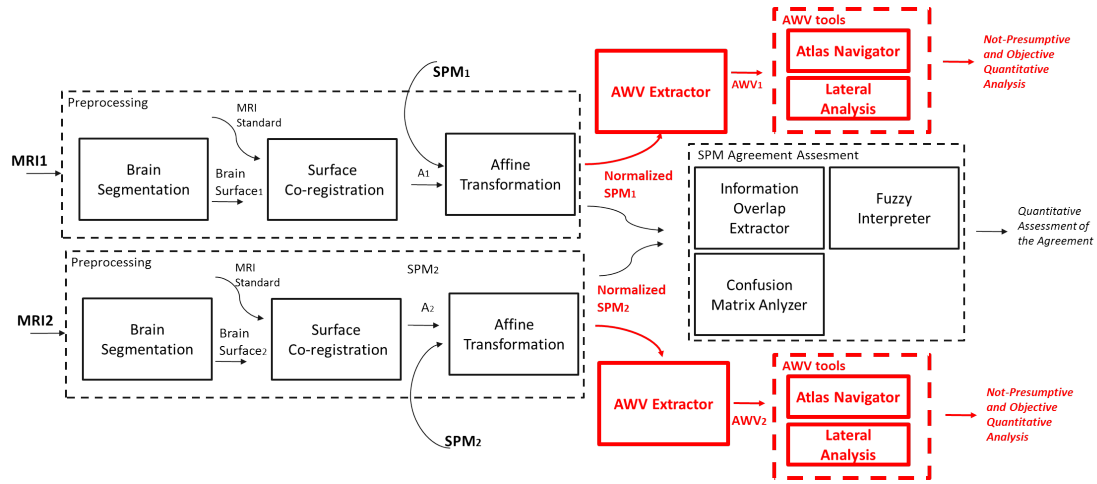 AWV tools
Atlas Navigator
Lateral
Analysis
Not-Presumptive
and Objective
Quantitative
Analysis
SPM1
AWV Extractor
AWV1
Preprocessing
MRI
Standard
MRI1
Brain
Segmentation
Brain
Surface1
Surface
Co-registration
A1
Affine
Transformation
Normalized
SPM1
SPM Agreement Assesment
Information
Overlap
Extractor
Fuzzy
Interpreter
Confusion
Matrix Anlyzer
Quantitative
Assessment of
the Agreement
Preprocessing
MRI
Standard
SPM2
MRI2
Brain
Segmentation
Brain
Surface2
Surface
Co-registration
A2
Affine
Transformation
Normalized
SPM2
SPM2
AWV Extractor
AWV2
AWV tools
Atlas Navigator
Lateral
Analysis
Not-Presumptive
and Objective
Quantitative
Analysis